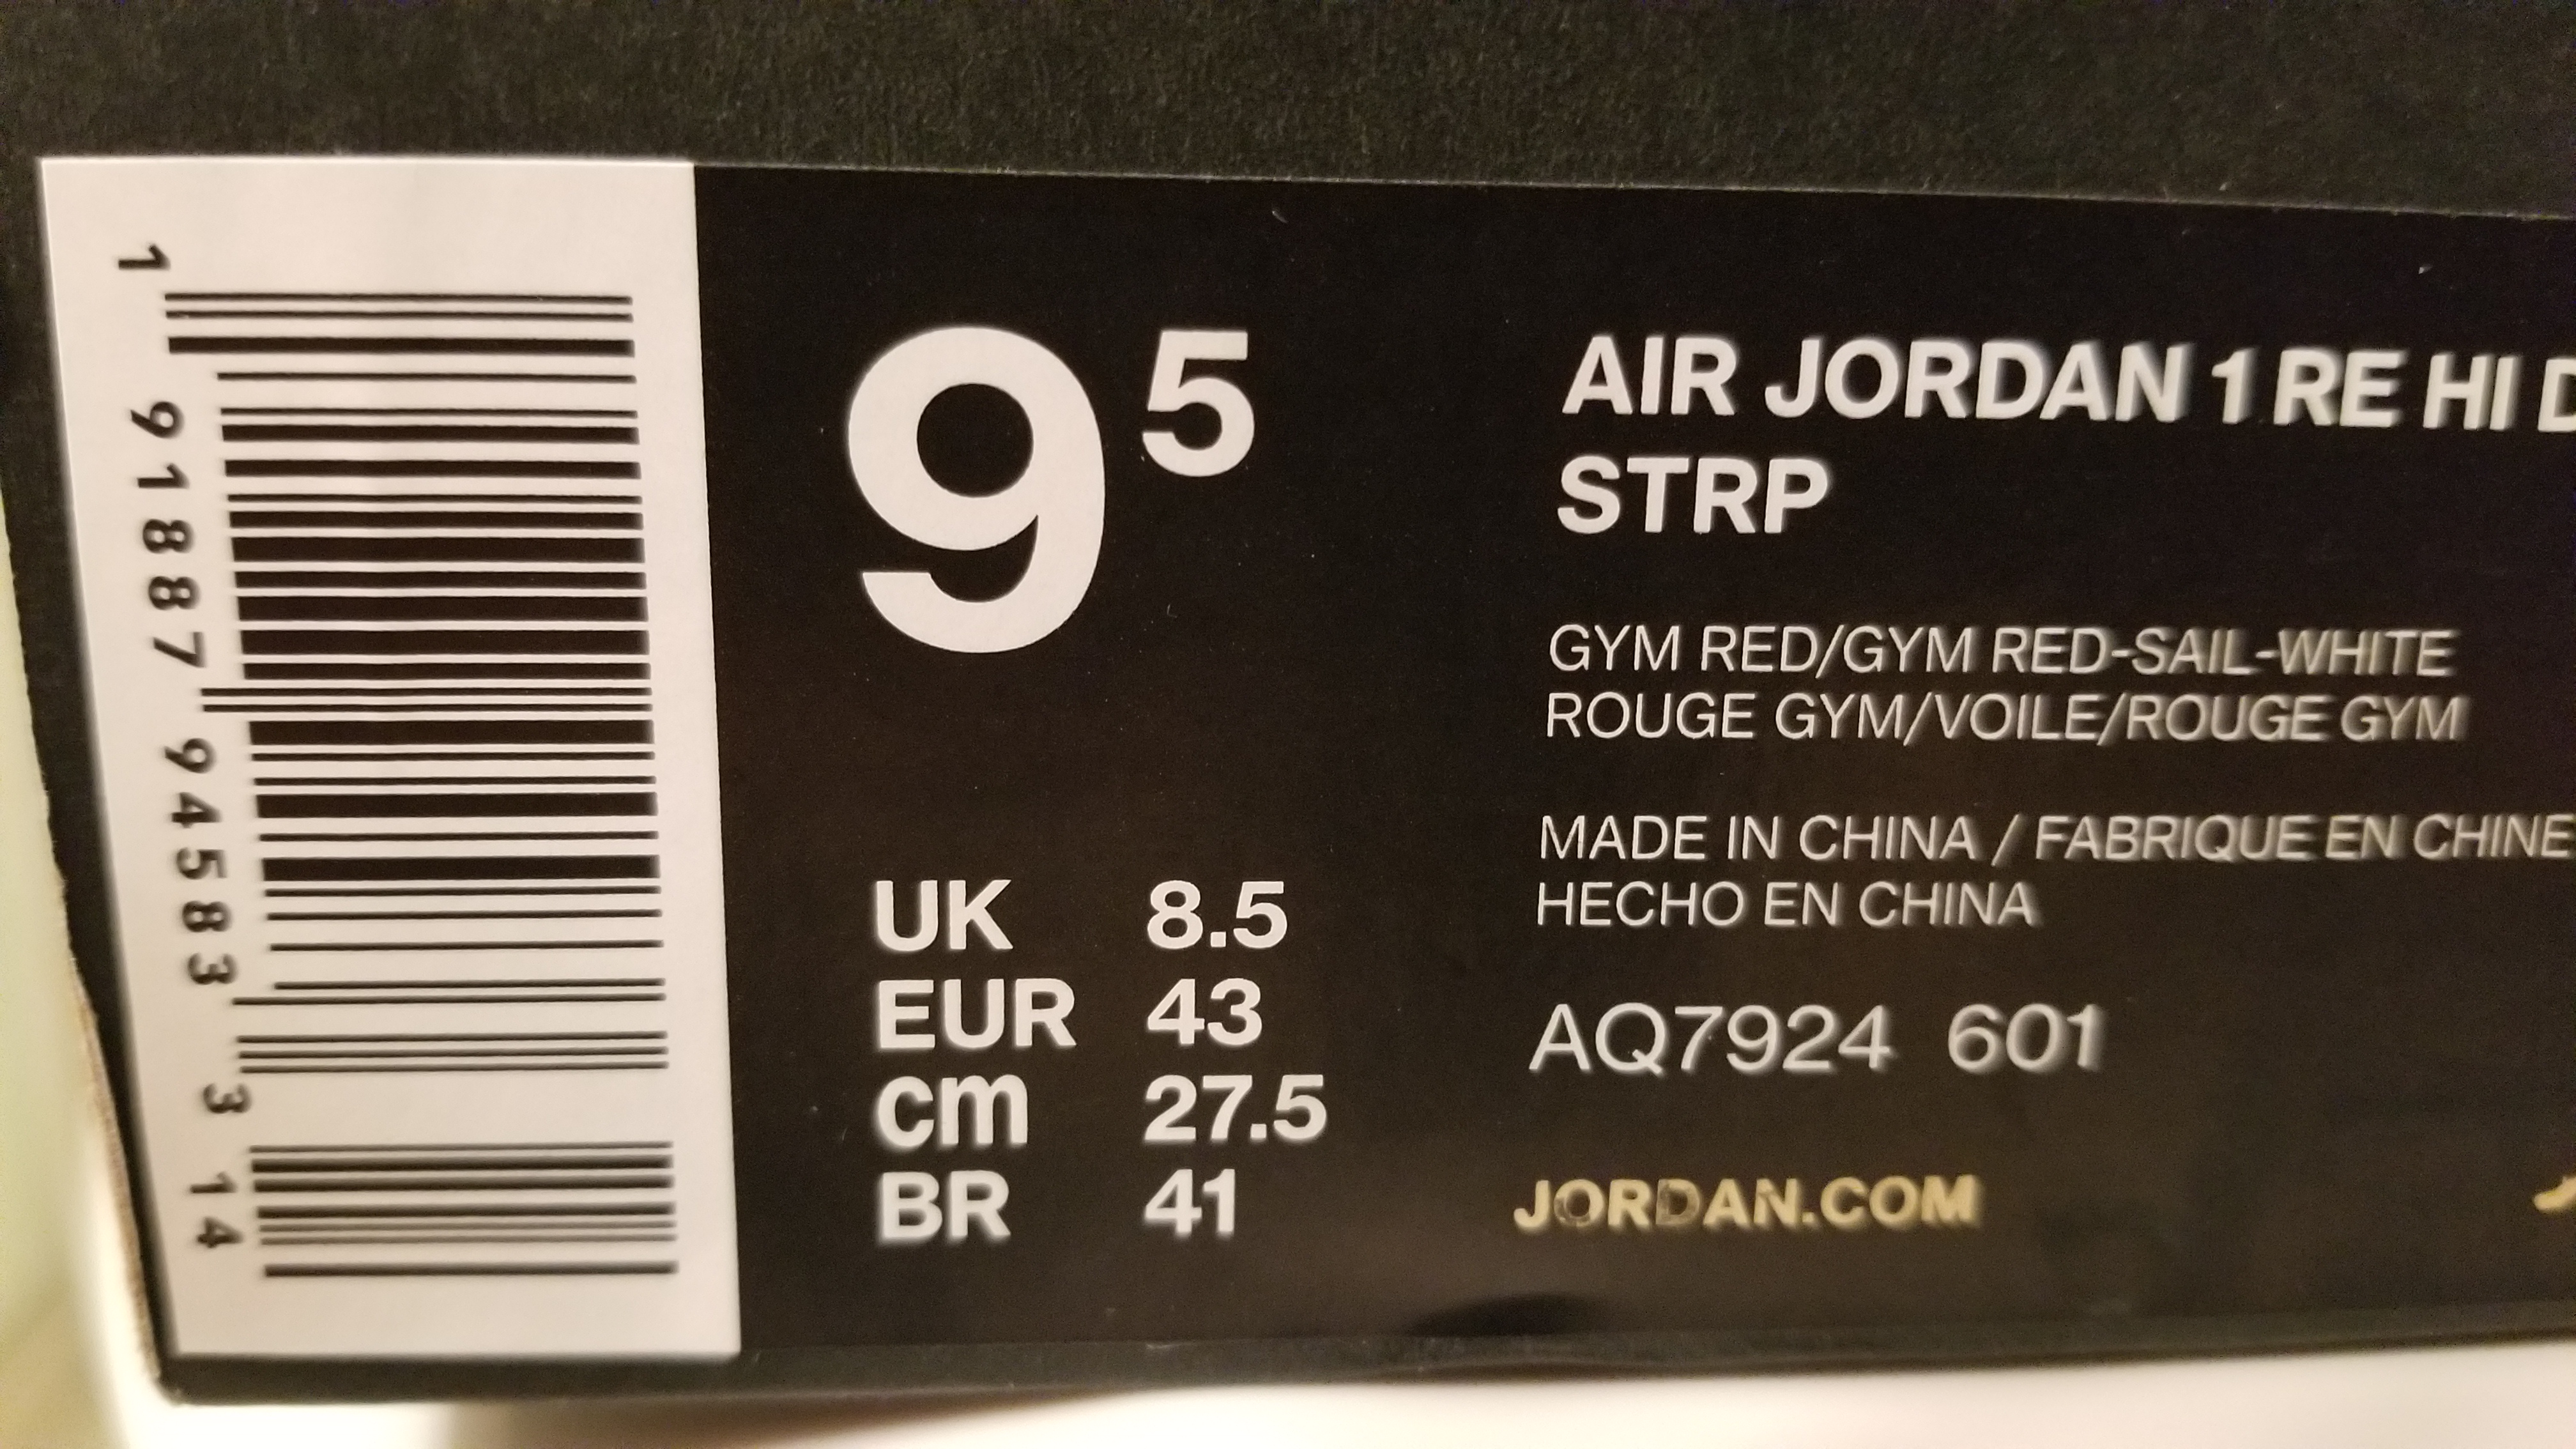 1 91887 94583 3 14
9 5
AIR JORDAN 1 RE HI
STRP
GYM RED/GYM RED-SAIL-WHITE
ROUGE GYM/VOILE/ROUGE GYM
MADE IN CHINA / FABRIQUE EN CHINE
HECHO EN CHINA
UK 8.5
EUR 43
cm 27.5
BR 41
AQ7924 601
JORDAN.COM